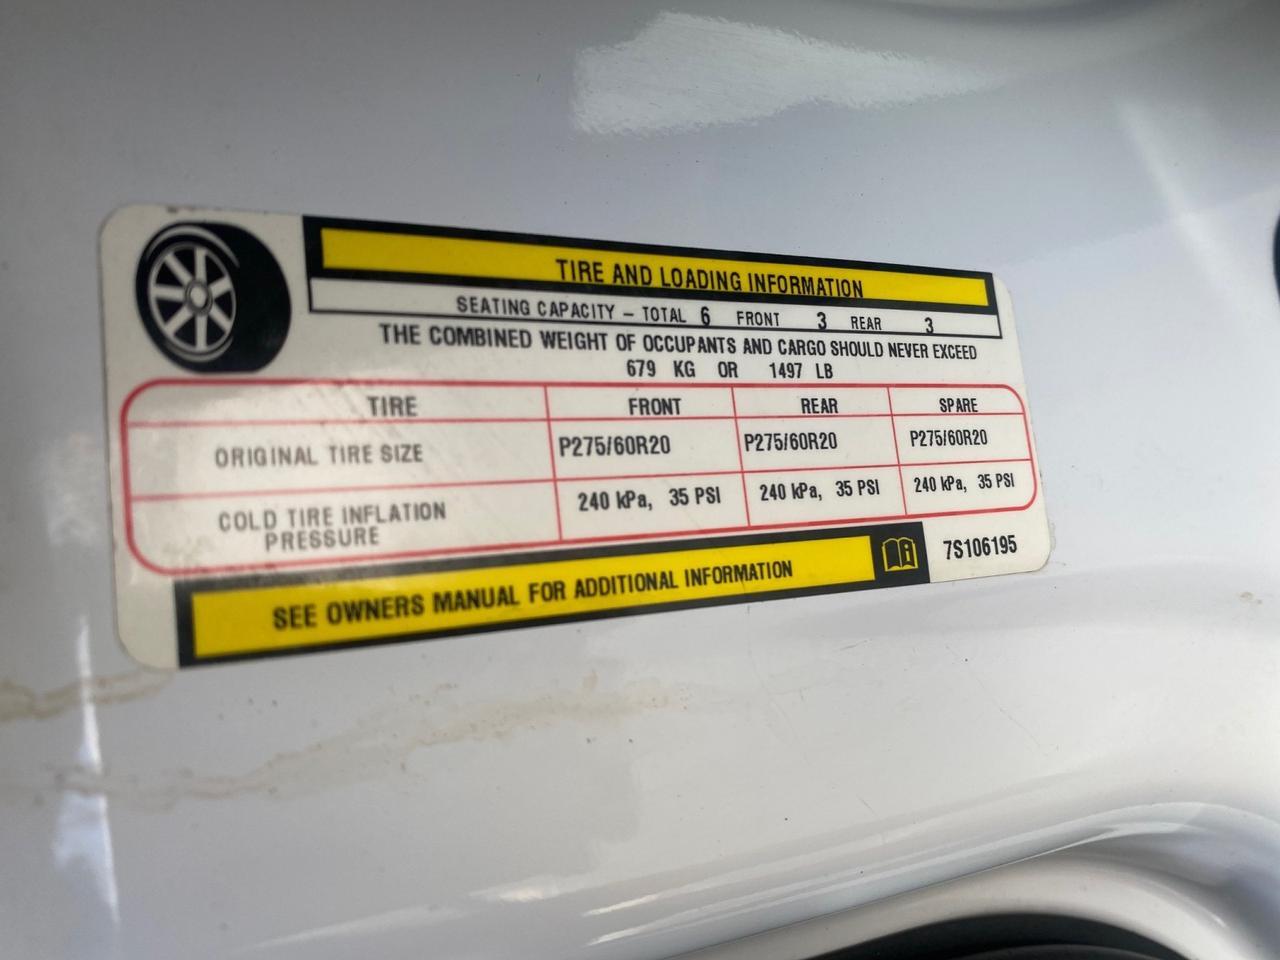 TIRE AND LOADING INFORMATION
SEATING CAPACITY – TOTAL 6 FRONT 3 REAR 3
THE COMBINED WEIGHT OF OCCUPANTS AND CARGO SHOULD NEVER EXCEED
679 KG OR 1497 LB
TIRE FRONT REAR SPARE
ORIGINAL TIRE SIZE P275/60R20 P275/60R20 P275/60R20
COLD TIRE INFLATION PRESSURE 240 kPa, 35 PSI 240 kPa, 35 PSI 240 kPa, 35 PSI
SEE OWNERS MANUAL FOR ADDITIONAL INFORMATION
7S106195